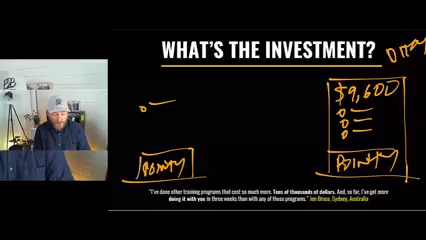 WHAT'S THE INVESTMENT?
$9,600
"I've done other training programs that cost so much more. Tens of thousands of dollars. And, so far, I've got more
doing it with you in three weeks than with any of those programs." Jon Bruce, Sydney, Australia